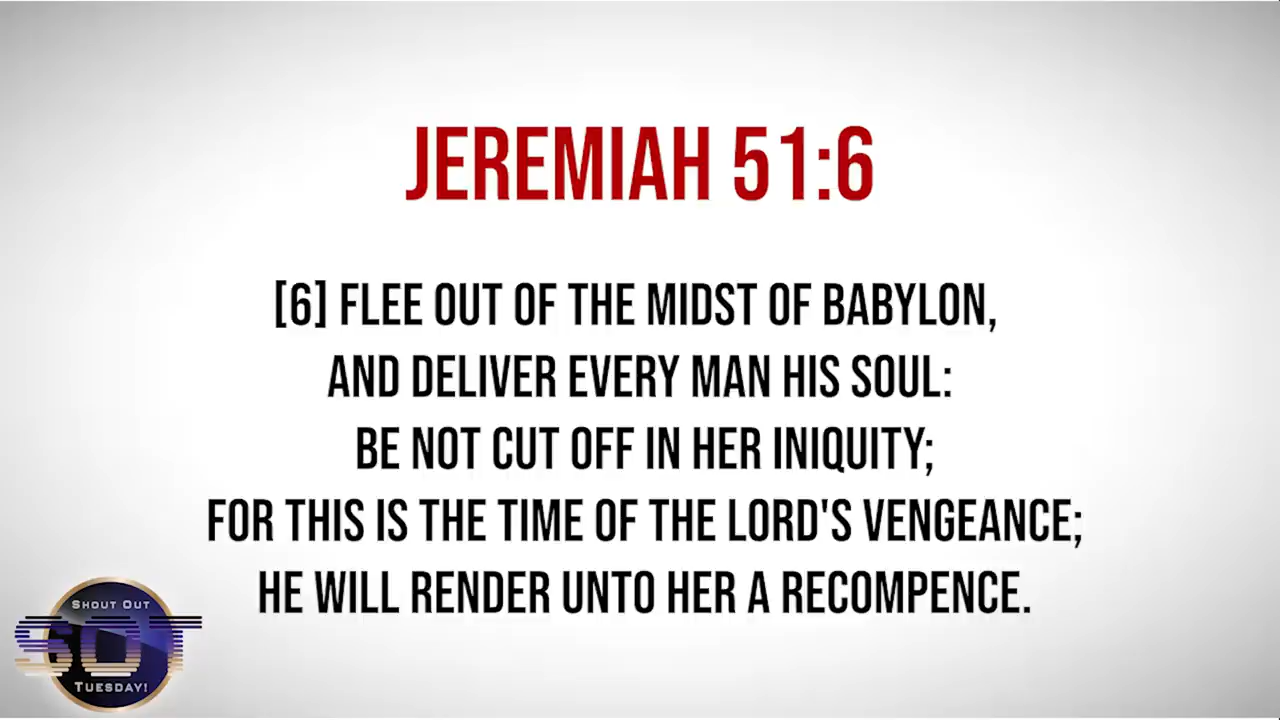 JEREMIAH 51:6
[6] FLEE OUT OF THE MIDST OF BABYLON,
AND DELIVER EVERY MAN HIS SOUL:
BE NOT CUT OFF IN HER INIQUITY;
FOR THIS IS THE TIME OF THE LORD'S VENGEANCE;
HE WILL RENDER UNTO HER A RECOMPENCE.
SHOUT OUT
SOT
TUESDAY!